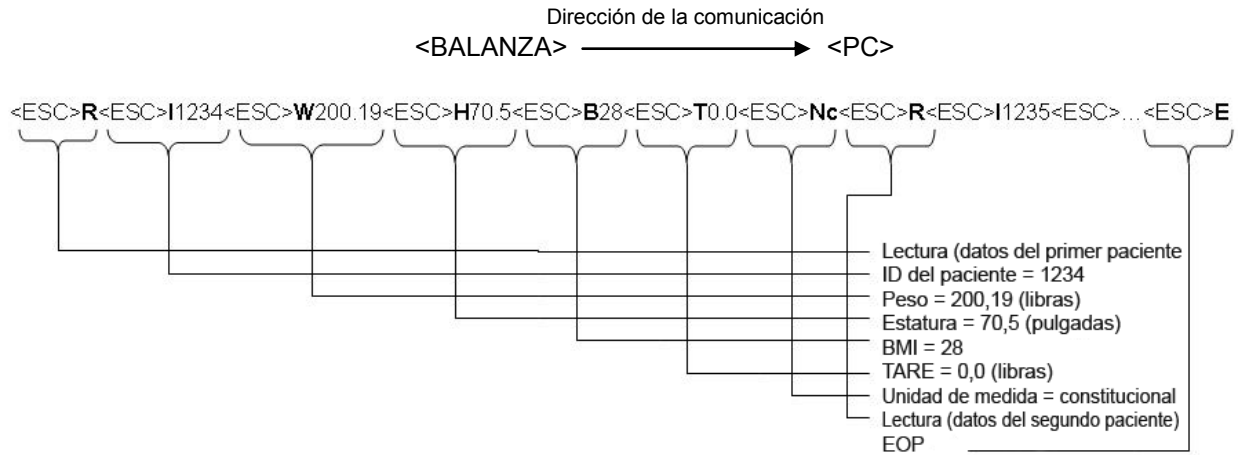 Dirección de la comunicación
<BALANZA> <PC>
<ESC>R<ESC>I1234<ESC>W200.19<ESC>H70.5<ESC>B28<ESC>T0.0<ESC>Nc<ESC>R<ESC>I1235<ESC>...<ESC>E
Lectura (datos del primer paciente
ID del paciente = 1234
Peso = 200,19 (libras)
Estatura = 70,5 (pulgadas)
BMI = 28
TARE = 0,0 (libras)
Unidad de medida = constitucional
Lectura (datos del segundo paciente)
EOP